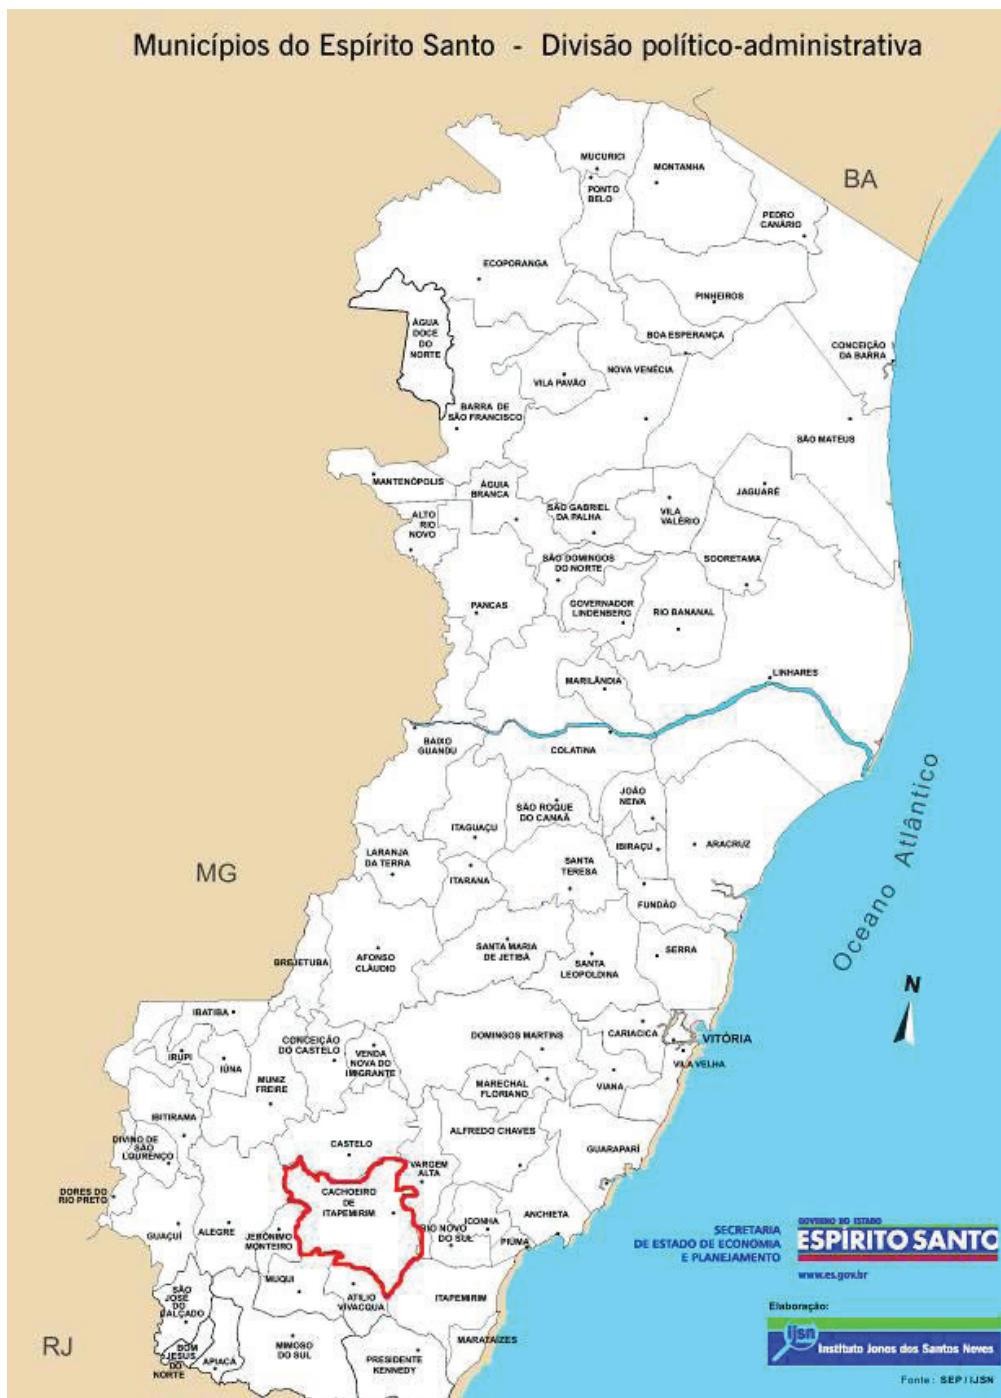 Municípios do Espírito Santo - Divisão político-administrativa
BA
MUCURICI
MONTANHA
PONTO
BELO
PEDRO
CANÁRIO
ECOPORANGA
PINHEIROS
ÁGUA
DOCE
DO
NORTE
BOA ESPERANÇA
CONCEIÇÃO
DA BARRA
NOVA VENÉCIA
VILA PAVÃO
BARRA DE
SÃO FRANCISCO
SÃO MATEUS
MANTENÓPOLIS
ÁGUIA
BRANCA
JAGUARÉ
SÃO GABRIEL
DA PALHA
VILA
VALÉRIO
ALTO
RIO
NOVO
SÃO DOMINGOS
DO NORTE
SOORETAMA
PANCAS
GOVERNADOR
LINDENBERG
RIO BANANAL
MARILÂNDIA
LINHARES
BAIXO
GUANDU
COLATINA
JOÃO
NEIVA
SÃO ROQUE
DO CANAÃ
ITAGUAÇU
IBIRAÇU
ARACRUZ
LARANJA
DA TERRA
ITARANA
SANTA
TERESA
MG
FUNDÃO
Oceano Atlântico
SANTA MARIA
DE JETIBÁ
SERRA
AFONSO
CLÁUDIO
BREJETUBA
SANTA
LEOPOLDINA
N
IBATIBA
DOMINGOS MARTINS
CARIACICA
VITÓRIA
CONCEIÇÃO
DO CASTELO
IRUPI
IÚNA
VENDA
NOVA DO
IMIGRANTE
VILA VELHA
MUNIZ
FREIRE
MARECHAL
FLORIANO
VIANA
IBITIRAMA
ALFREDO CHAVES
DIVINO DE
SÃO
LOURENÇO
CASTELO
GUARAPARÍ
VARGEM
ALTA
DORES DO
RIO PRETO
CACHOEIRO
DE
ITAPEMIRIM
ANCHIETA
GUAÇUÍ
ALEGRE
JERÔNIMO
MONTEIRO
RIO NOVO
DO SUL
ICONHA
PIÚMA
MUQUI
ATILIO
VIVACQUA
ITAPEMIRIM
SÃO
JOSÉ
DO
CALÇADO
MARATAÍZES
RJ
BOM
JESUS
DO
NORTE
APIACÁ
MIMOSO
DO SUL
PRESIDENTE
KENNEDY
SECRETARIA
DE ESTADO DE ECONOMIA
E PLANEJAMENTO
GOVERNO DO ESTADO
ESPÍRITO SANTO
www.es.gov.br
Elaboração:
ijsn
Instituto Jones dos Santos Neves
Fonte: SEP / IJSN